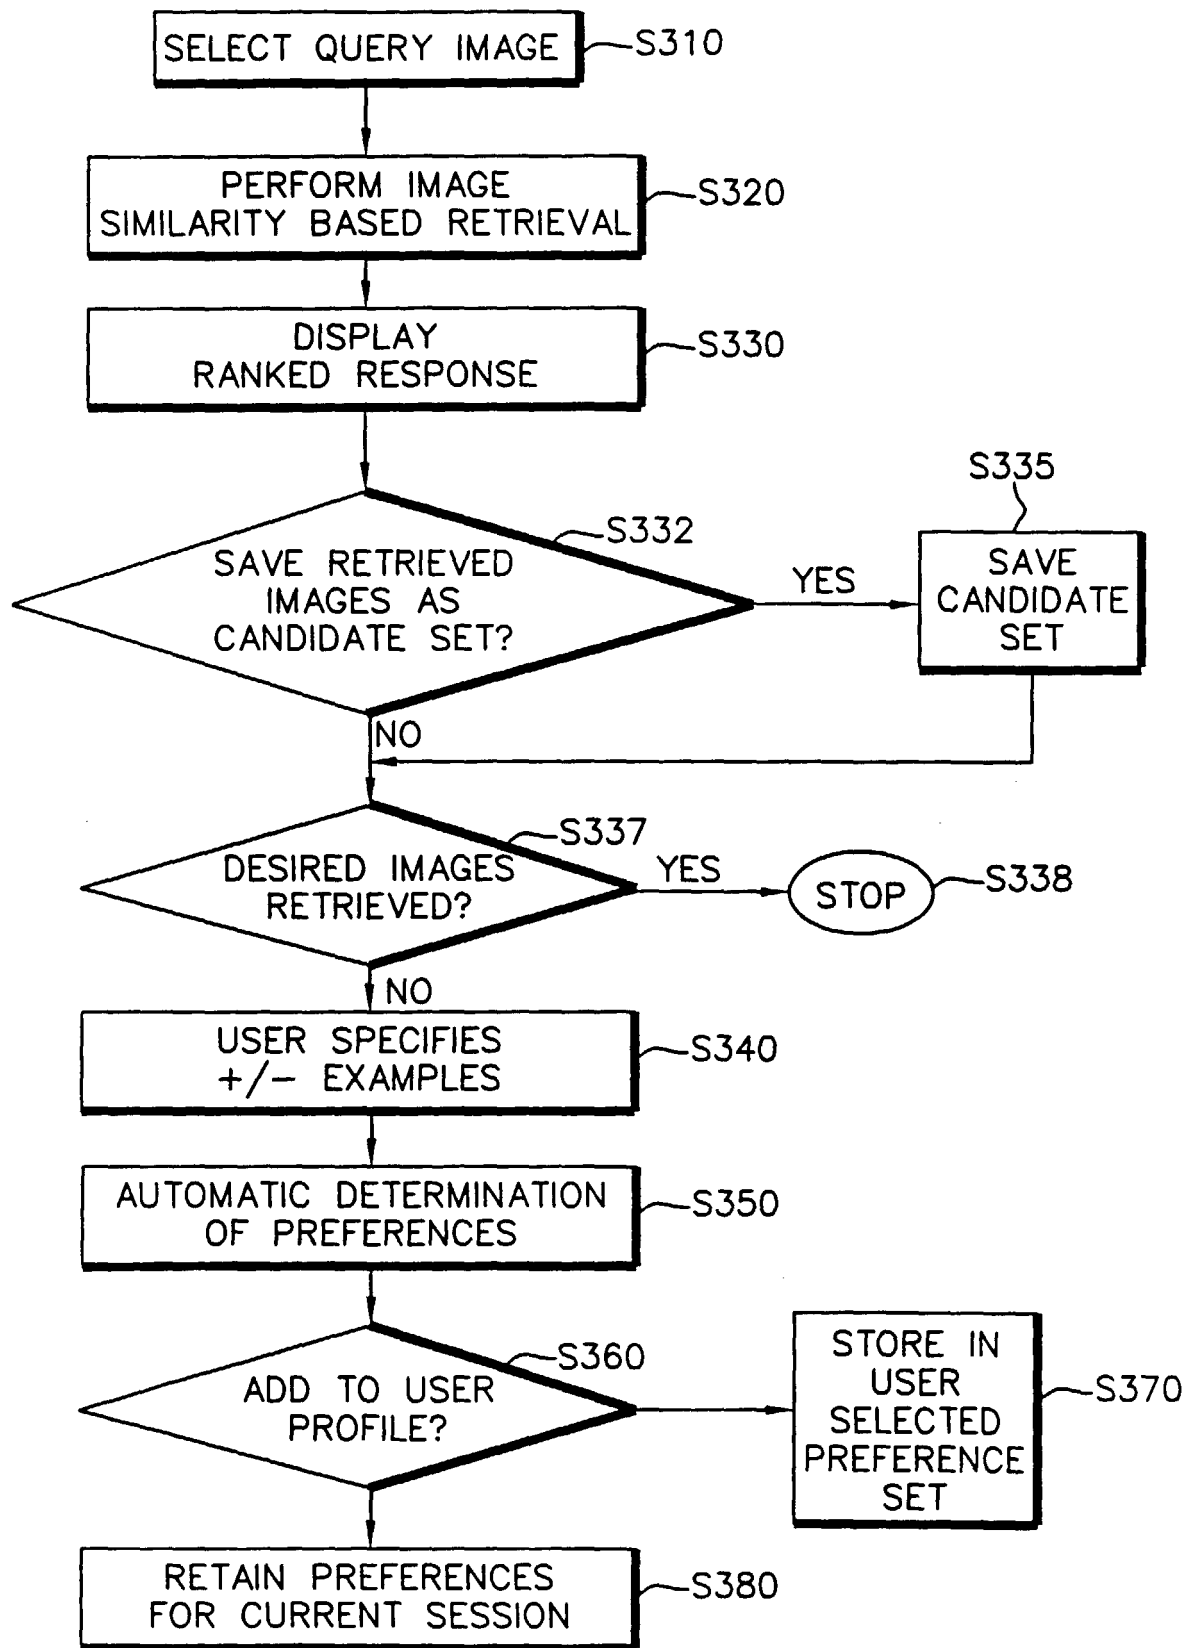 SELECT QUERY IMAGE
S310
PERFORM IMAGE
SIMILARITY BASED RETRIEVAL
S320
DISPLAY
RANKED RESPONSE
S330
S332
SAVE RETRIEVED
IMAGES AS
CANDIDATE SET?
YES
S335
SAVE
CANDIDATE
SET
NO
S337
DESIRED IMAGES
RETRIEVED?
YES
STOP
S338
NO
USER SPECIFIES
+/- EXAMPLES
S340
AUTOMATIC DETERMINATION
OF PREFERENCES
S350
S360
ADD TO USER
PROFILE?
STORE IN
USER
SELECTED
PREFERENCE
SET
S370
RETAIN PREFERENCES
FOR CURRENT SESSION
S380